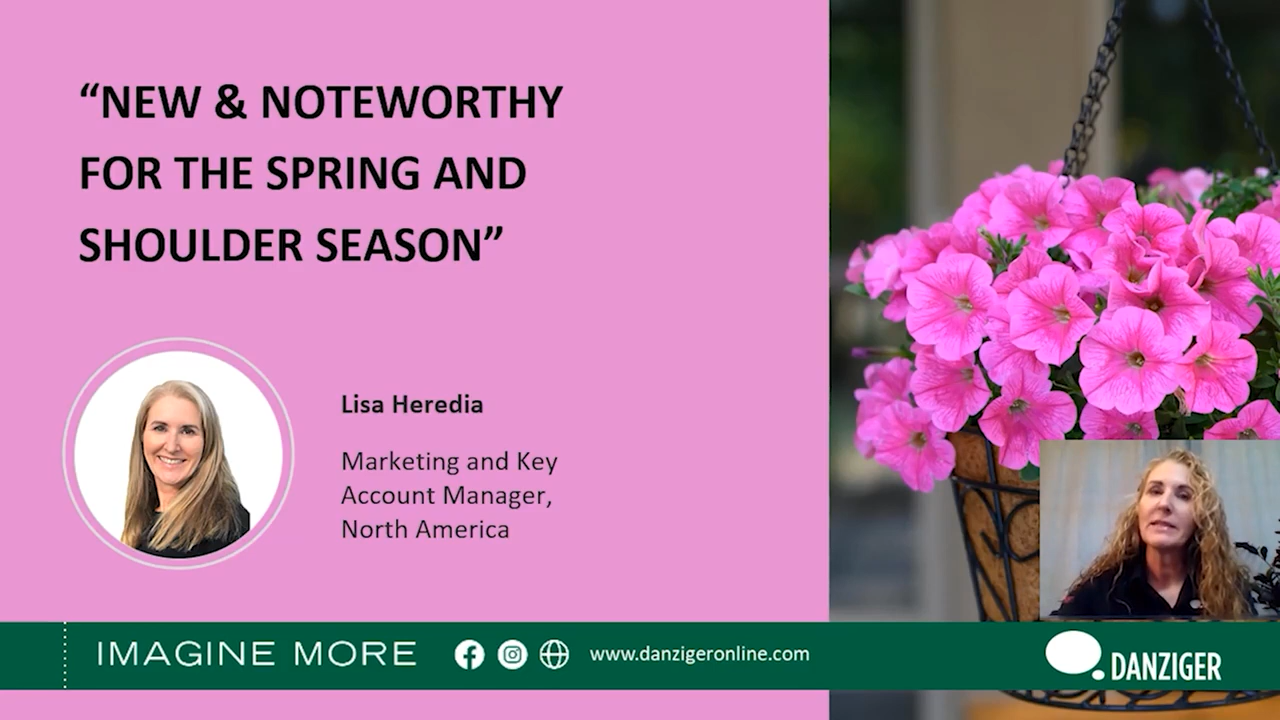 “NEW & NOTEWORTHY
FOR THE SPRING AND
SHOULDER SEASON”
Lisa Heredia
Marketing and Key
Account Manager,
North America
IMAGINE MORE
www.danzigeronline.com
DANZIGER